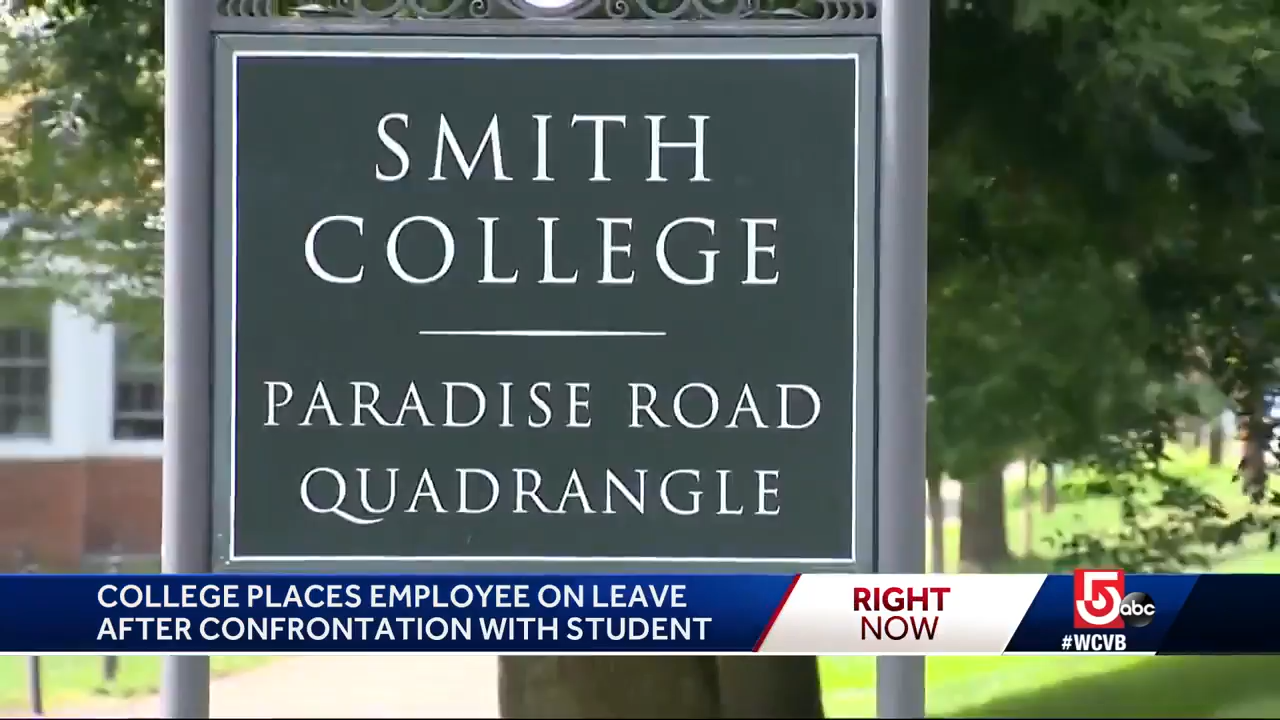 SMITH
COLLEGE
PARADISE ROAD
QUADRANGLE
COLLEGE PLACES EMPLOYEE ON LEAVE
AFTER CONFRONTATION WITH STUDENT
RIGHT
NOW
5 abc
#WCVB